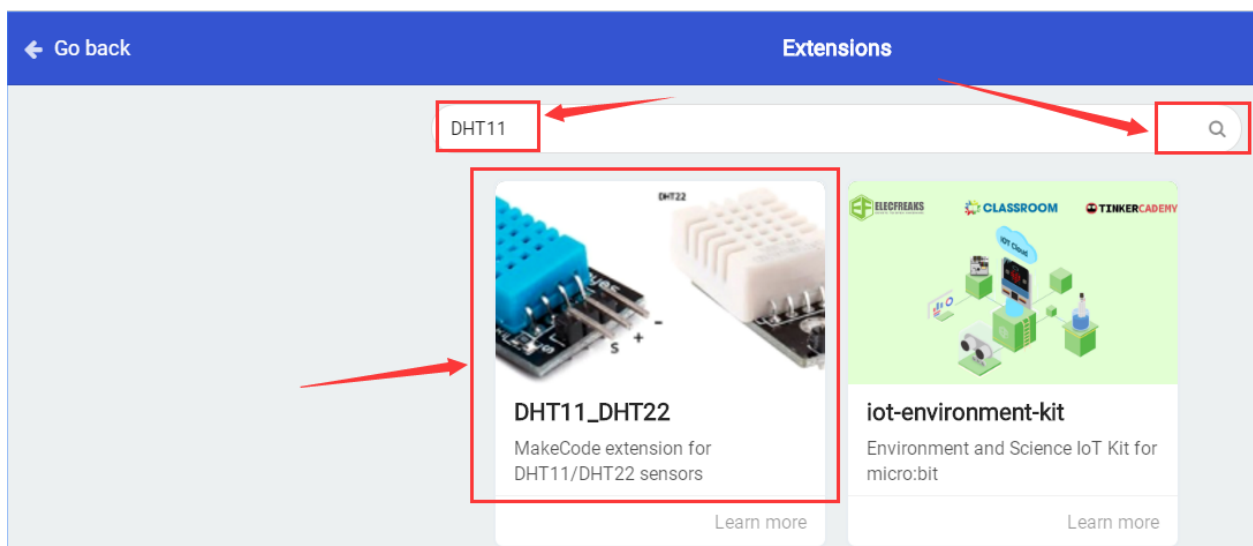 Go back
Extensions
DHT11
DHT22
S + -
ELECFREAKS
CLASSROOM
TINKERCADEMY
IOT Cloud
DHT11_DHT22
MakeCode extension for
DHT11/DHT22 sensors
Learn more
iot-environment-kit
Environment and Science IoT Kit for
micro:bit
Learn more